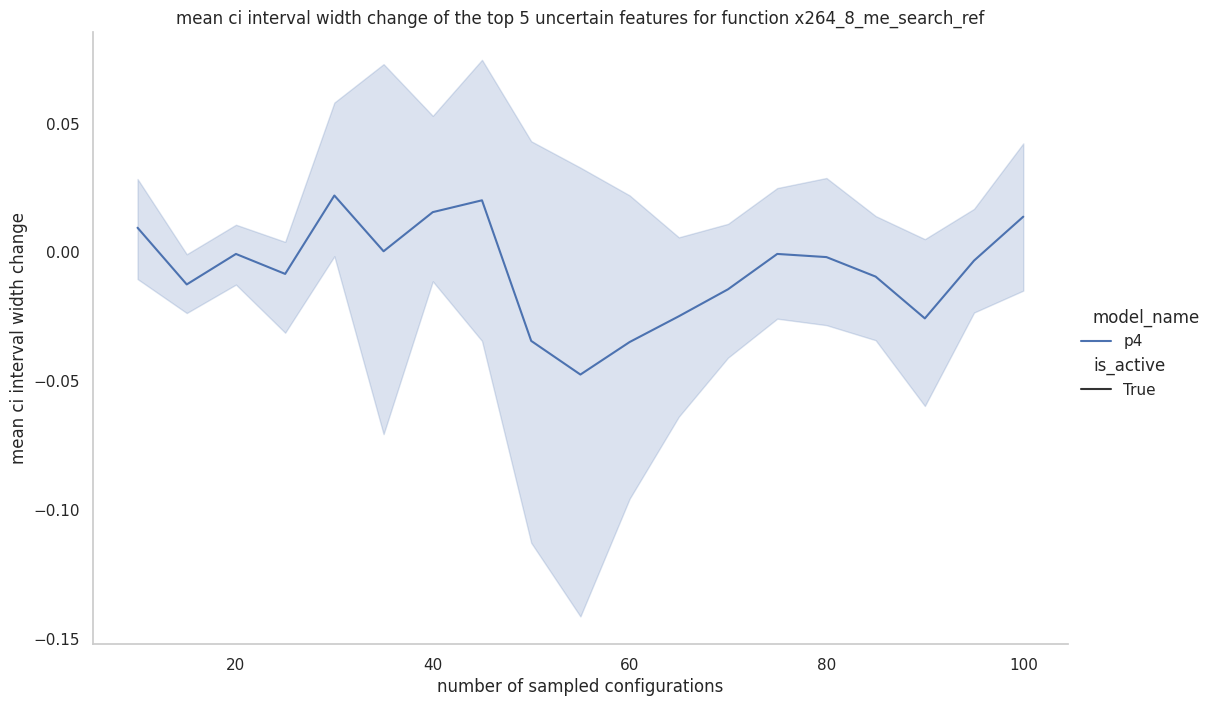 mean ci interval width change of the top 5 uncertain features for function x264_8_me_search_ref
mean ci interval width change
0.05
0.00
−0.05
−0.10
−0.15
20
40
60
80
100
number of sampled configurations
model_name
p4
is_active
True